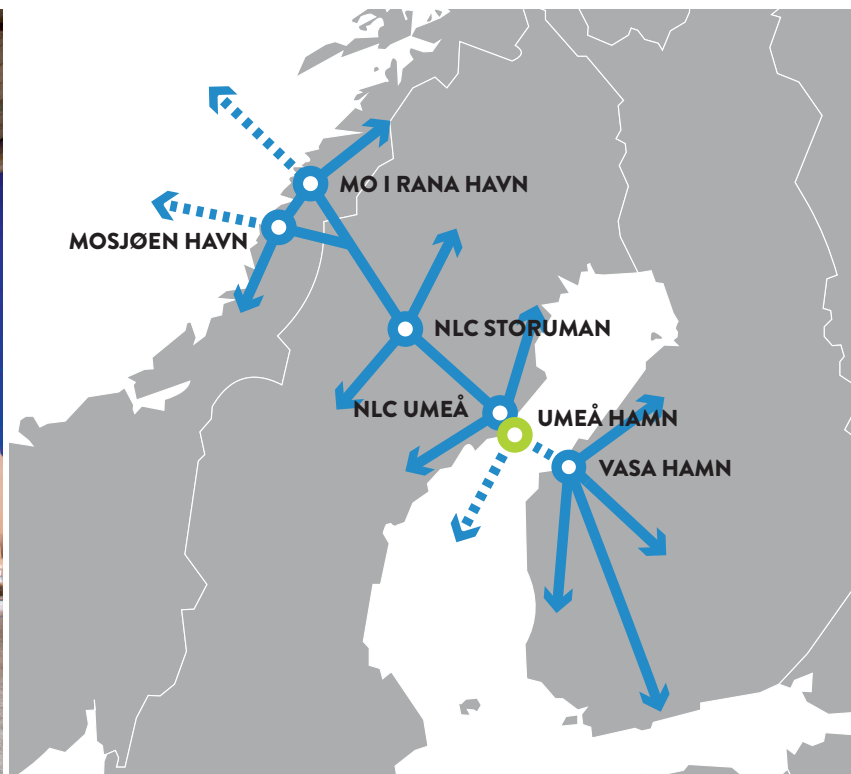 MO I RANA HAVN
MOSJØEN HAVN
NLC STORUMAN
NLC UMEÅ
UMEÅ HAMN
VASA HAMN